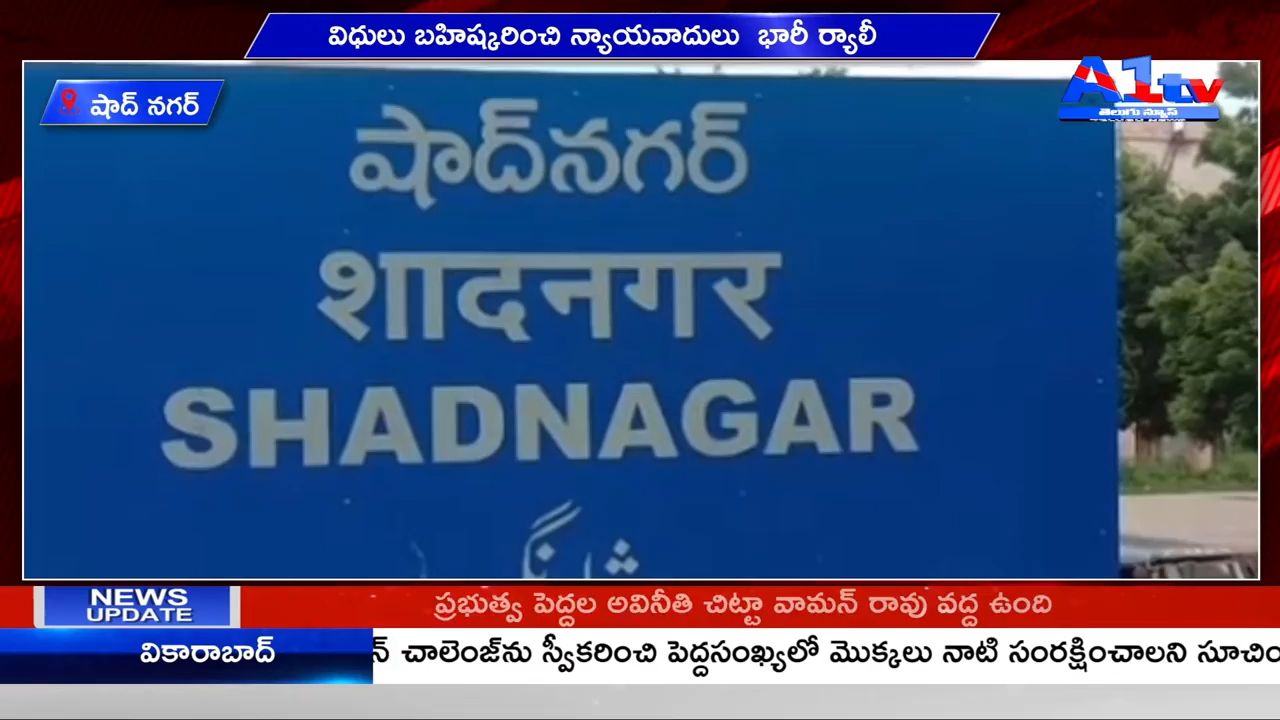 విధులు బహిష్కరించి న్యాయవాదులు భారీ ర్యాలీ
షాద్ నగర్
A1tv
తెలుగు న్యూస్
షాద్‌నగర్
शादनगर
SHADNAGAR
NEWS UPDATE
ప్రభుత్వ పెద్దల అవినీతి చిట్టా వామన్ రావు వద్ద ఉంది
వికారాబాద్
చాలెంజ్‌ను స్వీకరించి పెద్దసంఖ్యలో మొక్కలు నాటి సంరక్షించాలని